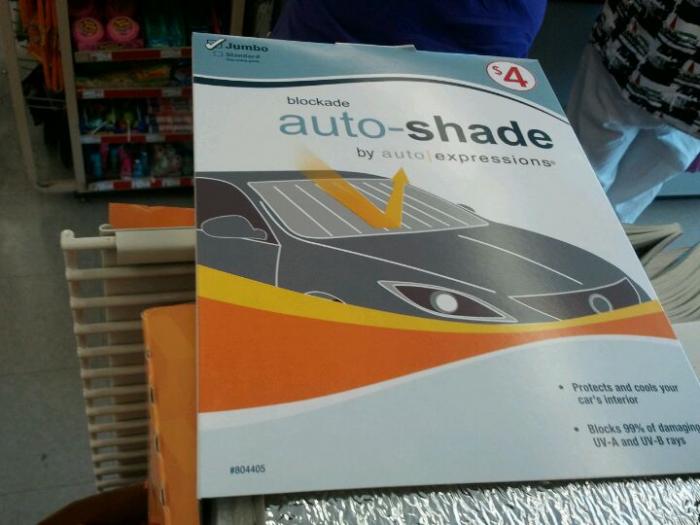 Jumbo
Standard
$4
blockade
auto-shade
by auto|expressions®
• Protects and cools your
car's interior
• Blocks 99% of damaging
UV-A and UV-B rays
#804405